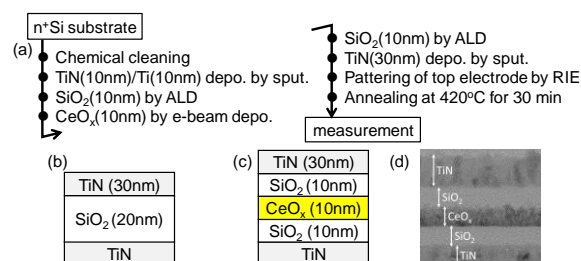 n⁺Si substrate
(a)
Chemical cleaning
TiN(10nm)/Ti(10nm) depo. by sput.
SiO₂(10nm) by ALD
CeOₓ(10nm) by e-beam depo.
SiO₂(10nm) by ALD
TiN(30nm) depo. by sput.
Pattering of top electrode by RIE
Annealing at 420°C for 30 min
measurement
(b)
TiN (30nm)
SiO₂(20nm)
TiN
(c)
TiN (30nm)
SiO₂ (10nm)
CeOₓ (10nm)
SiO₂ (10nm)
TiN
(d)
TiN
SiO₂
CeOₓ
SiO₂
TiN